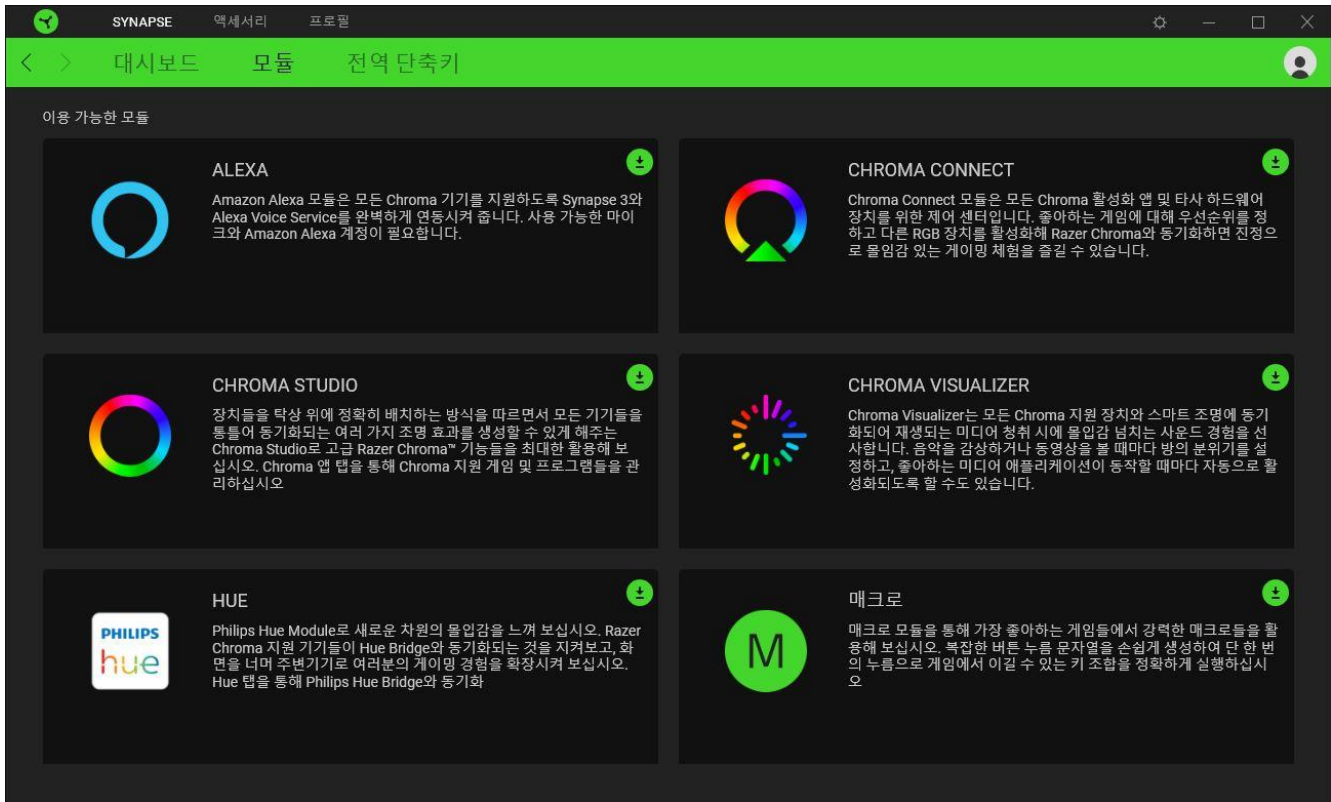 SYNAPSE 액세서리 프로필
대시보드 모듈 전역 단축키
이용 가능한 모듈
ALEXA
Amazon Alexa 모듈은 모든 Chroma 기기를 지원하도록 Synapse 3와
Alexa Voice Service를 완벽하게 연동시켜 줍니다. 사용 가능한 마이
크와 Amazon Alexa 계정이 필요합니다.
CHROMA CONNECT
Chroma Connect 모듈은 모든 Chroma 활성화 앱 및 타사 하드웨어
장치를 위한 제어 센터입니다. 좋아하는 게임에 대해 우선순위를 정
하고 다른 RGB 장치를 활성화해 Razer Chroma와 동기화하면 진정으
로 몰입감 있는 게이밍 체험을 즐길 수 있습니다.
CHROMA STUDIO
장치들을 탁상 위에 정확히 배치하는 방식을 따르면서 모든 기기들을
통틀어 동기화되는 여러 가지 조명 효과를 생성할 수 있게 해주는
Chroma Studio로 고급 Razer Chroma™ 기능들을 최대한 활용해 보
십시오. Chroma 앱 탭을 통해 Chroma 지원 게임 및 프로그램들을 관
리하십시오
CHROMA VISUALIZER
Chroma Visualizer는 모든 Chroma 지원 장치와 스마트 조명에 동기
화되어 재생되는 미디어 청취 시에 몰입감 넘치는 사운드 경험을 선
사합니다. 음악을 감상하거나 동영상을 볼 때마다 방의 분위기를 설
정하고, 좋아하는 미디어 애플리케이션이 동작할 때마다 자동으로 활
성화되도록 할 수도 있습니다.
PHILIPS
hue
HUE
Philips Hue Module로 새로운 차원의 몰입감을 느껴 보십시오. Razer
Chroma 지원 기기들이 Hue Bridge와 동기화되는 것을 지켜보고, 화
면을 너머 주변기기로 여러분의 게이밍 경험을 확장시켜 보십시오.
Hue 탭을 통해 Philips Hue Bridge와 동기화
M
매크로
매크로 모듈을 통해 가장 좋아하는 게임들에서 강력한 매크로들을 활
용해 보십시오. 복잡한 버튼 누름 문자열을 손쉽게 생성하여 단 한 번
의 누름으로 게임에서 이길 수 있는 키 조합을 정확하게 실행하십시
오